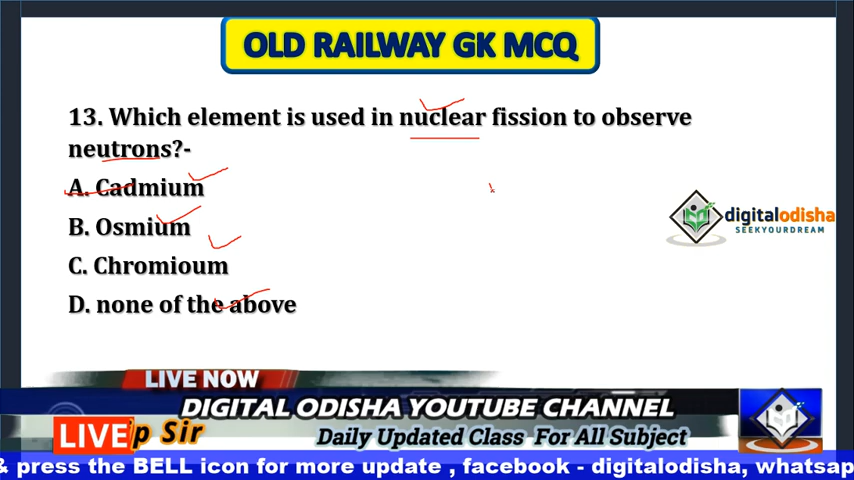 OLD RAILWAY GK MCQ
13. Which element is used in nuclear fission to observe
neutrons?-
A. Cadmium
B. Osmium
C. Chromioum
D. none of the above
digitalodisha
SEEKYOURDREAM
LIVE NOW
DIGITAL ODISHA YOUTUBE CHANNEL
LIVE p Sir
Daily Updated Class For All Subject
& press the BELL icon for more update , facebook - digitalodisha, whatsap